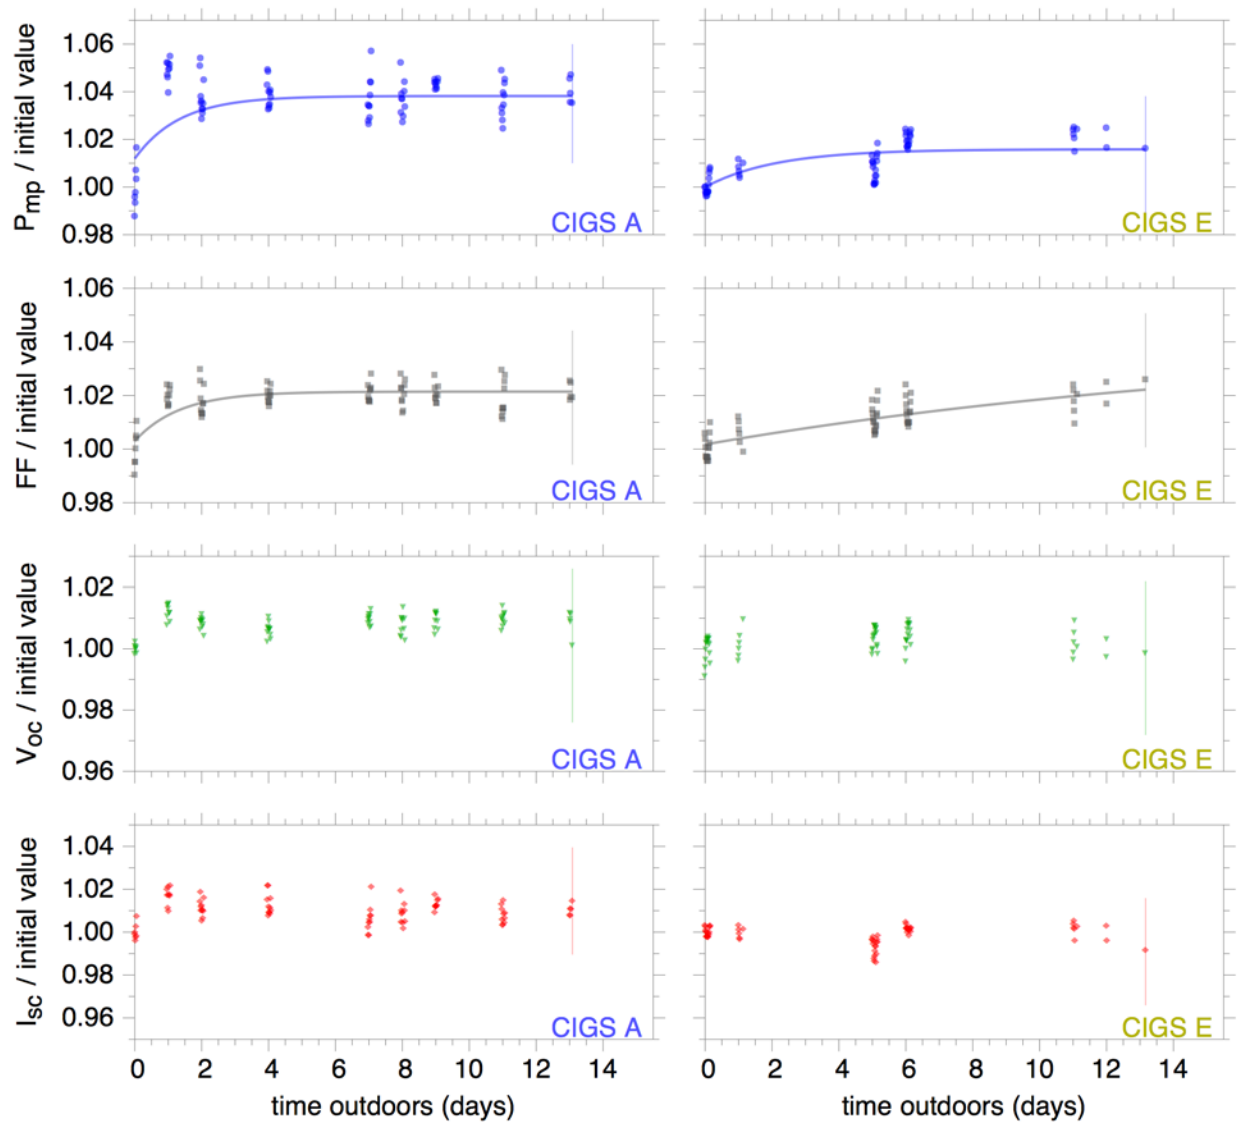 Pmp / initial value
1.06
1.04
1.02
1.00
0.98
CIGS A
CIGS E
FF / initial value
1.06
1.04
1.02
1.00
0.98
CIGS A
CIGS E
Voc / initial value
1.02
1.00
0.98
0.96
CIGS A
CIGS E
Isc / initial value
1.04
1.02
1.00
0.98
0.96
CIGS A
CIGS E
0 2 4 6 8 10 12 14
0 2 4 6 8 10 12 14
time outdoors (days)
time outdoors (days)